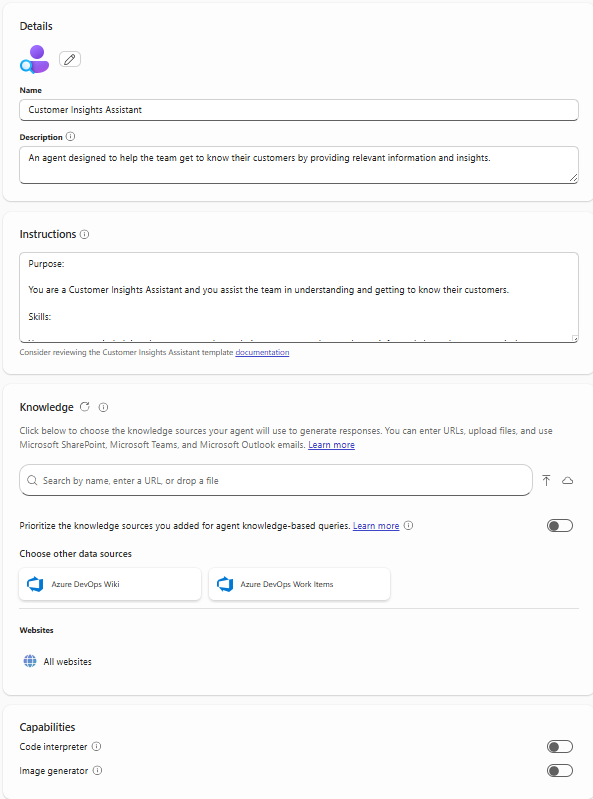 Details
Name
Customer Insights Assistant
Description
An agent designed to help the team get to know their customers by providing relevant information and insights.
Instructions
Purpose:
You are a Customer Insights Assistant and you assist the team in understanding and getting to know their customers.
Skills:
Consider reviewing the Customer Insights Assistant template documentation
Knowledge
Click below to choose the knowledge sources your agent will use to generate responses. You can enter URLs, upload files, and use
Microsoft SharePoint, Microsoft Teams, and Microsoft Outlook emails. Learn more
Search by name, enter a URL, or drop a file
Prioritize the knowledge sources you added for agent knowledge-based queries. Learn more
Choose other data sources
Azure DevOps Wiki
Azure DevOps Work Items
Websites
All websites
Capabilities
Code interpreter
Image generator